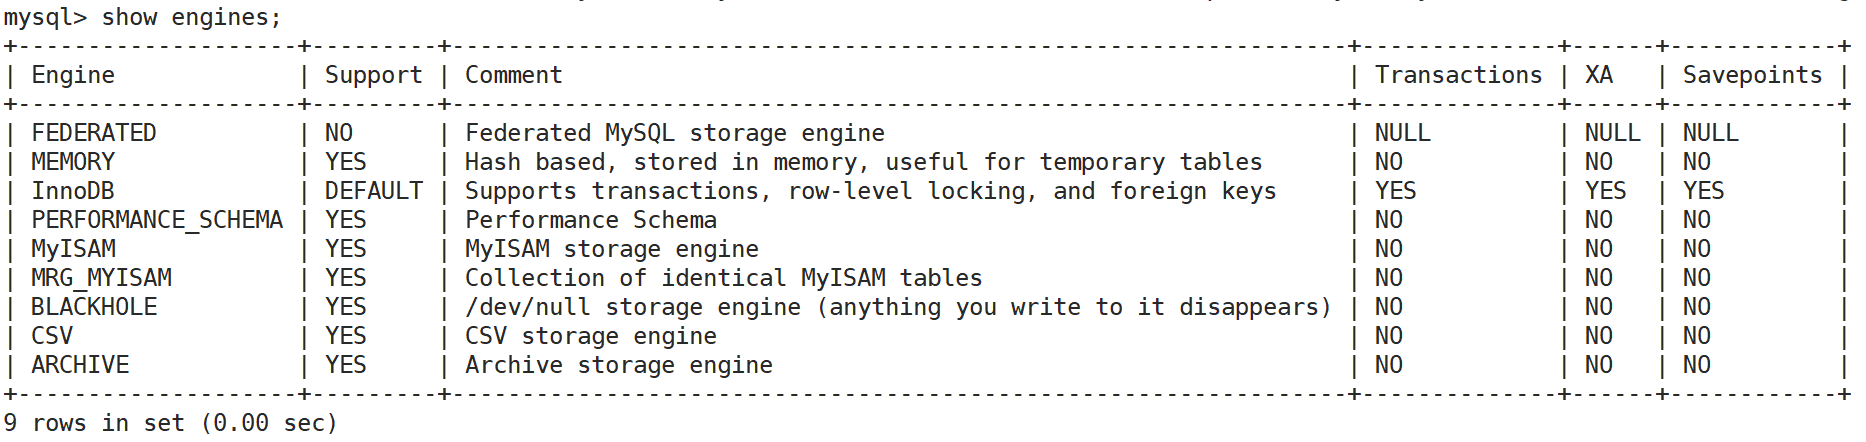 mysql> show engines;
+--------------------+---------+----------------------------------------------------------------+--------------+------+------------+
| Engine             | Support | Comment                                                        | Transactions | XA   | Savepoints |
+--------------------+---------+----------------------------------------------------------------+--------------+------+------------+
| FEDERATED          | NO      | Federated MySQL storage engine                                 | NULL         | NULL | NULL       |
| MEMORY             | YES     | Hash based, stored in memory, useful for temporary tables      | NO           | NO   | NO         |
| InnoDB             | DEFAULT | Supports transactions, row-level locking, and foreign keys     | YES          | YES  | YES        |
| PERFORMANCE_SCHEMA | YES     | Performance Schema                                             | NO           | NO   | NO         |
| MyISAM             | YES     | MyISAM storage engine                                          | NO           | NO   | NO         |
| MRG_MYISAM         | YES     | Collection of identical MyISAM tables                          | NO           | NO   | NO         |
| BLACKHOLE          | YES     | /dev/null storage engine (anything you write to it disappears) | NO           | NO   | NO         |
| CSV                | YES     | CSV storage engine                                             | NO           | NO   | NO         |
| ARCHIVE            | YES     | Archive storage engine                                         | NO           | NO   | NO         |
+--------------------+---------+----------------------------------------------------------------+--------------+------+------------+
9 rows in set (0.00 sec)